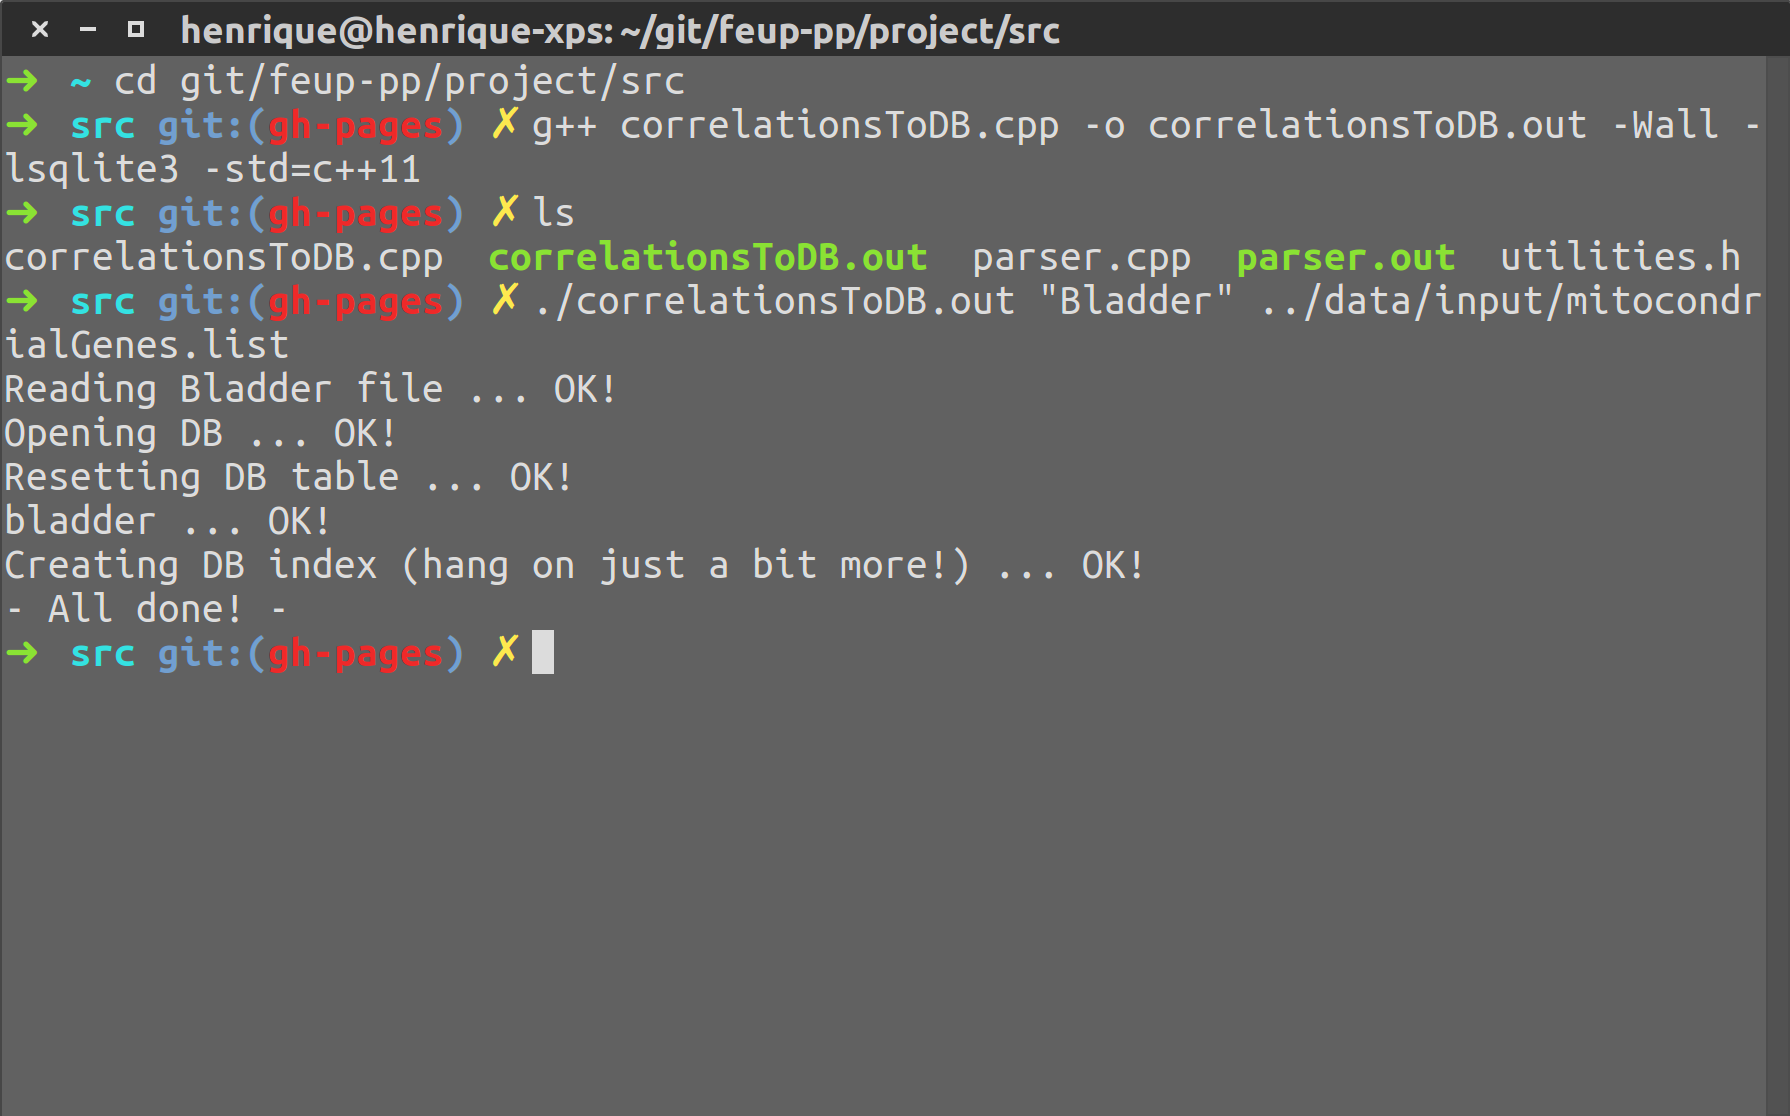 henrique@henrique-xps: ~/git/feup-pp/project/src
➜  ~ cd git/feup-pp/project/src
➜  src git:(gh-pages) ✗ g++ correlationsToDB.cpp -o correlationsToDB.out -Wall -
lsqlite3 -std=c++11
➜  src git:(gh-pages) ✗ ls
correlationsToDB.cpp  correlationsToDB.out  parser.cpp  parser.out  utilities.h
➜  src git:(gh-pages) ✗ ./correlationsToDB.out "Bladder" ../data/input/mitocondr
ialGenes.list
Reading Bladder file ... OK!
Opening DB ... OK!
Resetting DB table ... OK!
bladder ... OK!
Creating DB index (hang on just a bit more!) ... OK!
- All done! -
➜  src git:(gh-pages) ✗